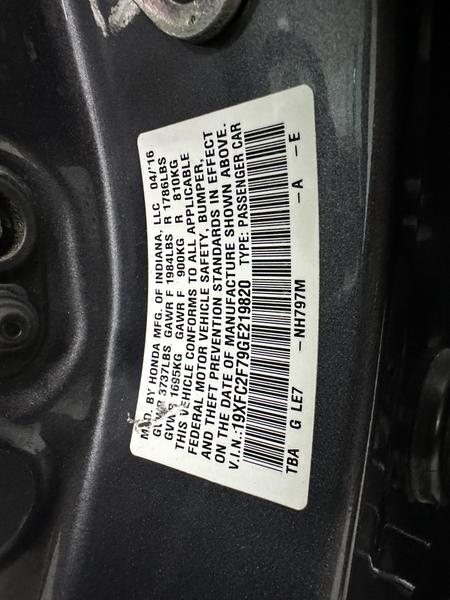 MFD. BY HONDA MFG. OF INDIANA, LLC 04/'16
GVWR 3737LBS GAWR F 1984LBS R 1786LBS
GVWR 1695KG GAWR F 900KG R 810KG
THIS VEHICLE CONFORMS TO ALL APPLICABLE
FEDERAL MOTOR VEHICLE SAFETY, BUMPER,
AND THEFT PREVENTION STANDARDS IN EFFECT
ON THE DATE OF MANUFACTURE SHOWN ABOVE.
V.I.N.:19XFC2F79GE219820 TYPE: PASSENGER CAR
TBA G LE7 -NH797M -A -E